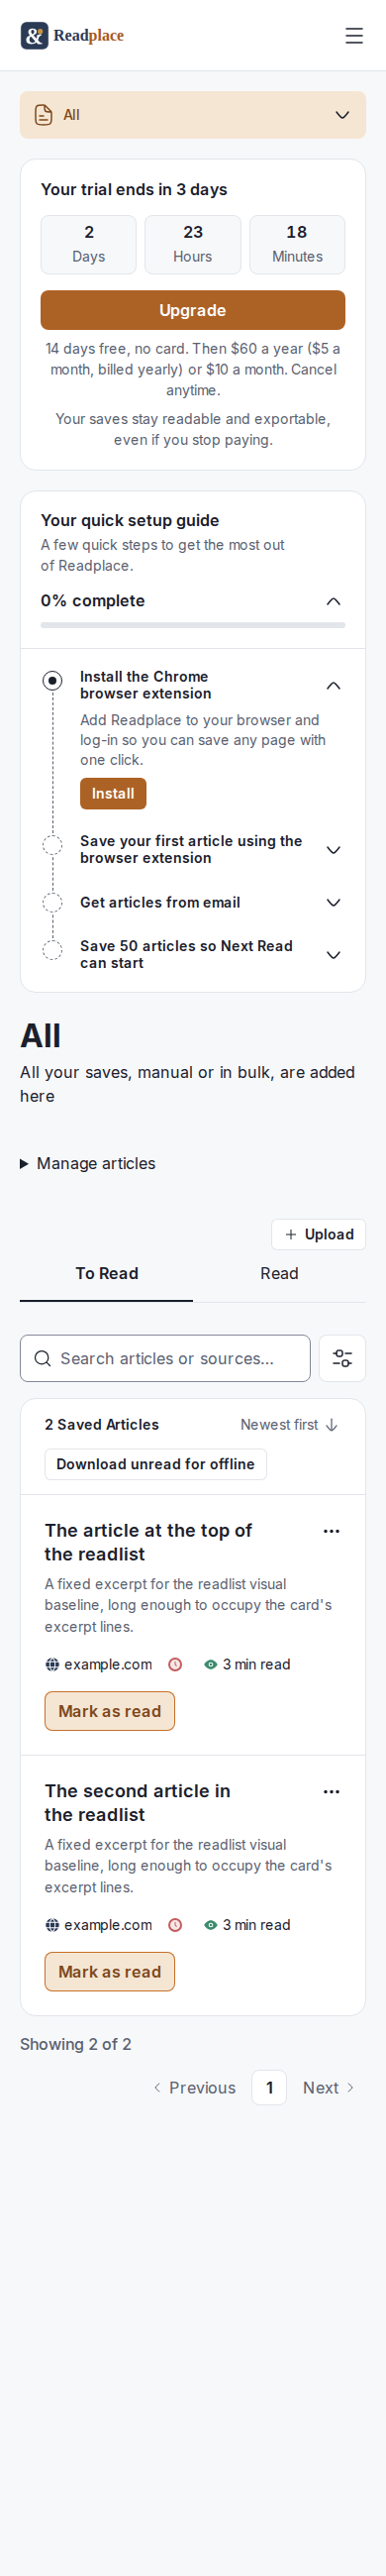 & Readplace
All
Your trial ends in 3 days
2
Days
23
Hours
18
Minutes
Upgrade
14 days free, no card. Then $60 a year ($5 a
month, billed yearly) or $10 a month. Cancel
anytime.
Your saves stay readable and exportable,
even if you stop paying.
Your quick setup guide
A few quick steps to get the most out
of Readplace.
0% complete
Install the Chrome
browser extension
Add Readplace to your browser and
log-in so you can save any page with
one click.
Install
Save your first article using the
browser extension
Get articles from email
Save 50 articles so Next Read
can start
All
All your saves, manual or in bulk, are added
here
Manage articles
Upload
To Read
Read
Search articles or sources...
2 Saved Articles
Newest first
Download unread for offline
The article at the top of
the readlist
A fixed excerpt for the readlist visual
baseline, long enough to occupy the card's
excerpt lines.
example.com 3 min read
Mark as read
The second article in
the readlist
A fixed excerpt for the readlist visual
baseline, long enough to occupy the card's
excerpt lines.
example.com 3 min read
Mark as read
Showing 2 of 2
Previous 1 Next